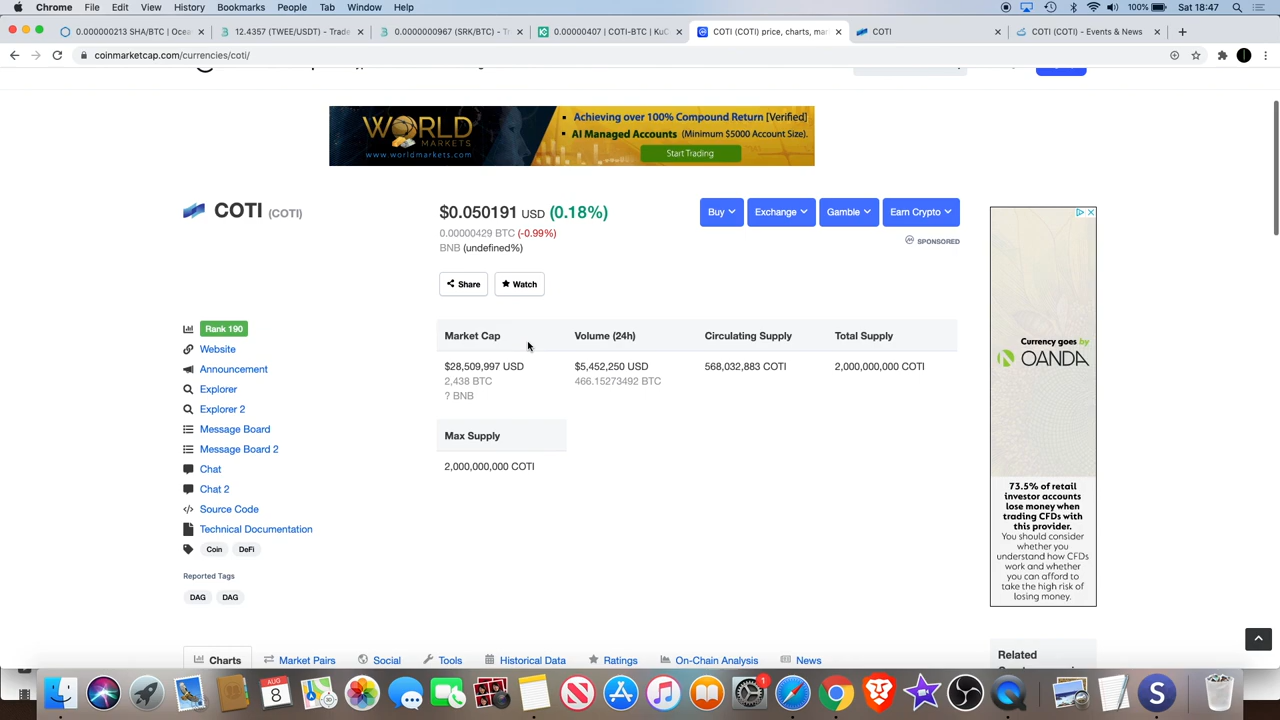 Chrome File Edit View History Bookmarks People Tab Window Help 100% Sat 18:47
0.000000213 SHA/BTC | Ocea
12.4357 (TWEE/USDT) - Trade
0.0000000967 (SRK/BTC) - Tr
0.00000407 | COTI-BTC | KuC
COTI (COTI) price, charts, mar
COTI
COTI (COTI) - Events & News
coinmarketcap.com/currencies/coti/
WORLD
MARKETS
www.worldmarkets.com
Achieving over 100% Compound Return [Verified]
AI Managed Accounts (Minimum $5000 Account Size).
Start Trading
COTI (COTI)
$0.050191 USD (0.18%)
0.00000429 BTC (-0.99%)
BNB (undefined%)
Buy Exchange Gamble Earn Crypto
SPONSORED
Share Watch
Rank 190
Website
Announcement
Explorer
Explorer 2
Message Board
Message Board 2
Chat
Chat 2
Source Code
Technical Documentation
Coin DeFi
Reported Tags
DAG DAG
Market Cap Volume (24h) Circulating Supply Total Supply
$28,509,997 USD $5,452,250 USD 568,032,883 COTI 2,000,000,000 COTI
2,438 BTC 466.15273492 BTC
? BNB
Max Supply
2,000,000,000 COTI
Currency goes by
OANDA
73.5% of retail
investor accounts
lose money when
trading CFDs with
this provider.
You should consider
whether you
understand how CFDs
work and whether
you can afford to
take the high risk of
losing money.
Charts Market Pairs Social Tools Historical Data Ratings On-Chain Analysis News
Related
AUG
8
1
S